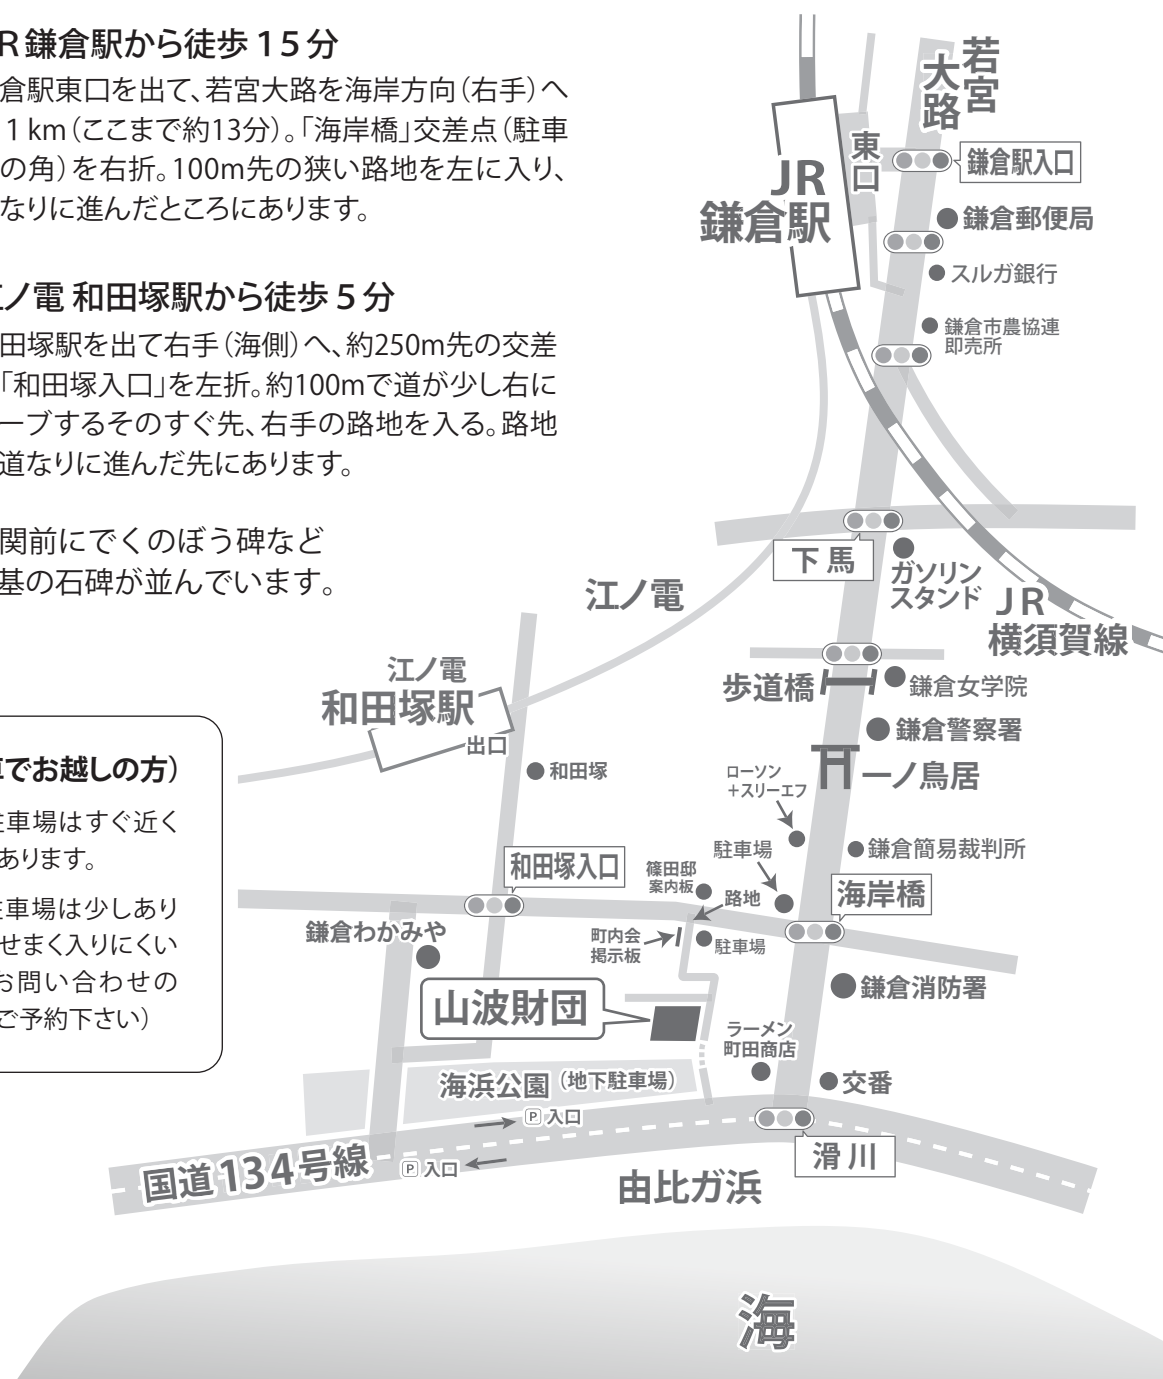 R 鎌倉駅から徒歩 15 分
倉駅東口を出て、若宮大路を海岸方向（右手）へ
1 km（ここまで約13分）。「海岸橋」交差点（駐車
の角）を右折。100m先の狭い路地を左に入り、
なりに進んだところにあります。
ノ電 和田塚駅から徒歩 5 分
田塚駅を出て右手（海側）へ、約250m先の交差
「和田塚入口」を左折。約100mで道が少し右に
ーブするそのすぐ先、右手の路地を入る。路地
道なりに進んだ先にあります。
関前にでくのぼう碑など
基の石碑が並んでいます。
でお越しの方）
車場はすぐ近く
あります。
車場は少しあり
せまく入りにくい
お問い合わせの
ご予約下さい）
若宮
大路
東口
JR
鎌倉駅
鎌倉駅入口
鎌倉郵便局
スルガ銀行
鎌倉市農協連
即売所
下馬
ガソリン
スタンド
JR
横須賀線
江ノ電
江ノ電
和田塚駅
出口
和田塚
歩道橋
鎌倉女学院
鎌倉警察署
一ノ鳥居
ローソン
＋スリーエフ
鎌倉簡易裁判所
駐車場
和田塚入口
篠田邸
案内板
路地
海岸橋
鎌倉わかみや
町内会
掲示板
駐車場
鎌倉消防署
山波財団
ラーメン
町田商店
海浜公園（地下駐車場）
交番
P 入口
P 入口
滑川
国道134号線
由比ガ浜
海